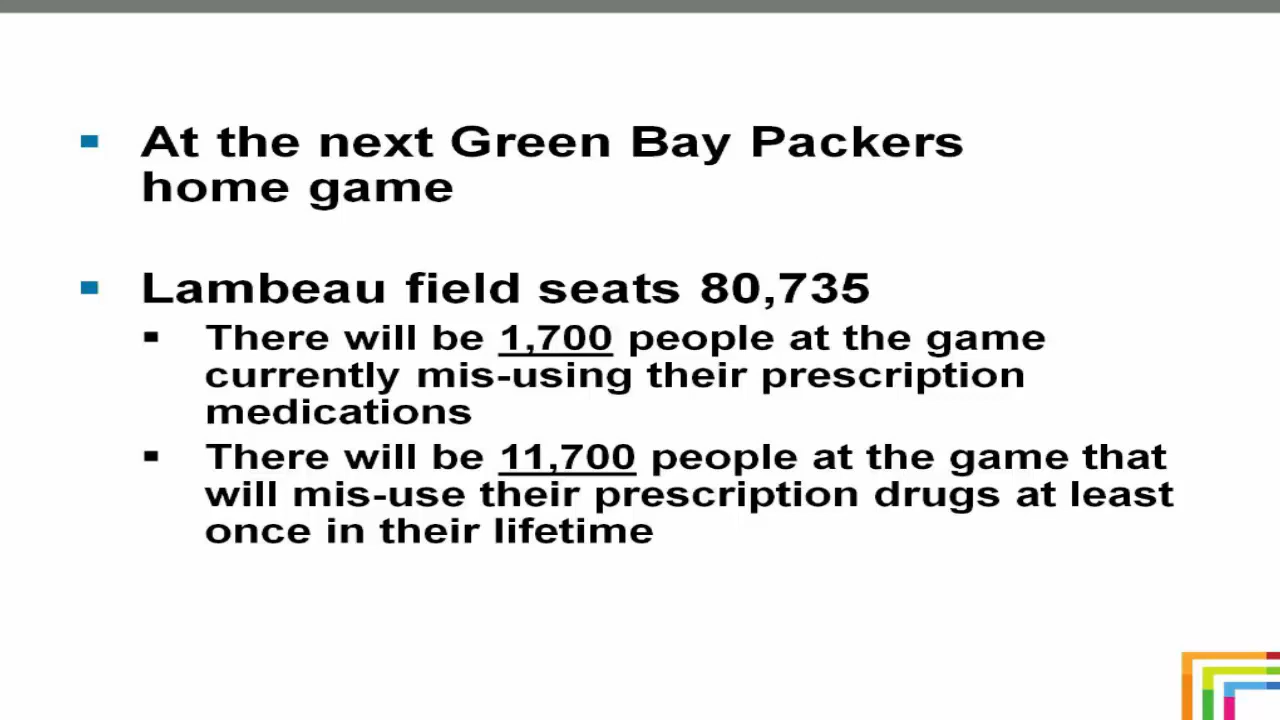 At the next Green Bay Packers
home game
Lambeau field seats 80,735
There will be 1,700 people at the game
currently mis-using their prescription
medications
There will be 11,700 people at the game that
will mis-use their prescription drugs at least
once in their lifetime